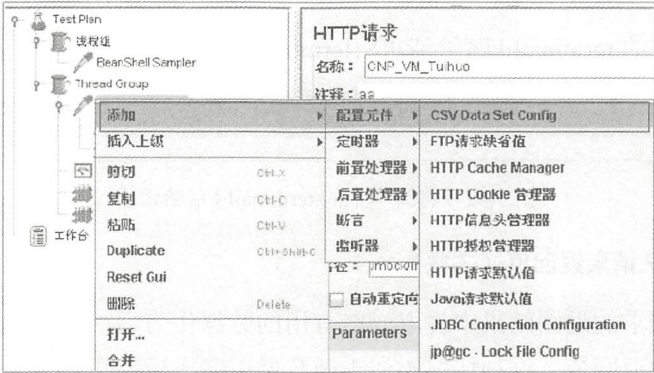 Test Plan
线程组
BeanShell Sampler
Thread Group
工作台
HTTP请求
名称： CNP_VM_Tuihuo
注释：aa
添加
插入上级
剪切 Ctrl-X
复制 Ctrl-C
粘贴 Ctrl-V
Duplicate Ctrl+Shift-C
Reset Gui
删除 Delete
打开...
合并
配置元件
定时器
前置处理器
后置处理器
断言
监听器
自动重定向
Parameters
CSV Data Set Config
FTP请求缺省值
HTTP Cache Manager
HTTP Cookie 管理器
HTTP信息头管理器
HTTP授权管理器
HTTP请求默认值
Java请求默认值
JDBC Connection Configuration
jp@gc - Lock File Config